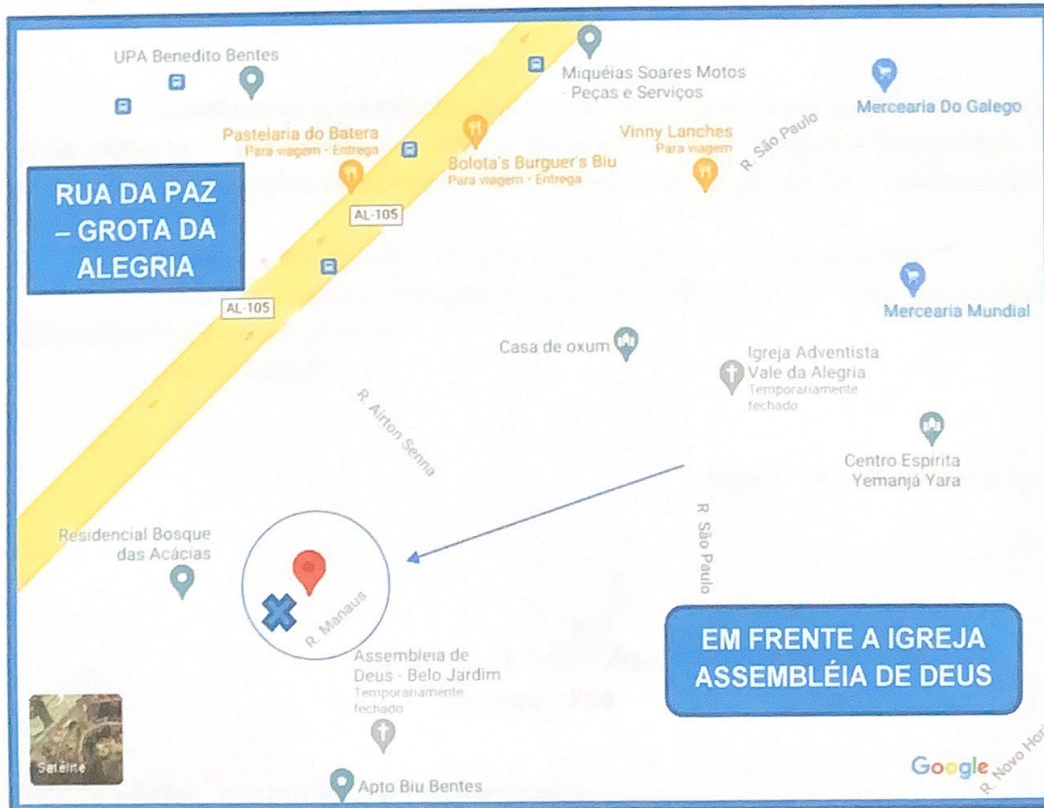 UPA Benedito Bentes
Miquéias Soares Motos
- Peças e Serviços
Mercearia Do Galego
Pastelaria do Batera
Para viagem - Entrega
Bolota's Burguer's Biu
Para viagem - Entrega
Vinny Lanches
Para viagem
R. São Paulo
RUA DA PAZ
– GROTA DA
ALEGRIA
AL-105
AL-105
Mercearia Mundial
Casa de oxum
Igreja Adventista
Vale da Alegria
Temporariamente
fechado
R. Airton Senna
Centro Espírita
Yemanjá Yara
R. São Paulo
Residencial Bosque
das Acácias
R. Manaus
EM FRENTE A IGREJA
ASSEMBLÉIA DE DEUS
Assembleia de
Deus - Belo Jardim
Temporariamente
fechado
Satélite
Google
R. Novo Hori
Apto Biu Bentes